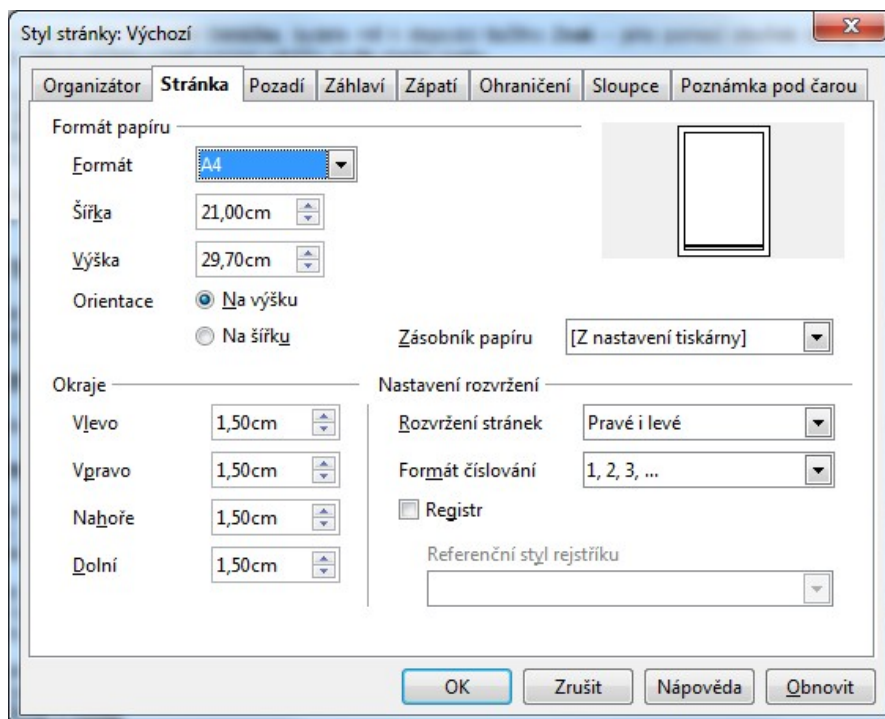 Styl stránky: Výchozí
Organizátor Stránka Pozadí Záhlaví Zápatí Ohraničení Sloupce Poznámka pod čarou
Formát papíru
Formát A4
Šířka 21,00cm
Výška 29,70cm
Orientace Na výšku
Na šířku Zásobník papíru [Z nastavení tiskárny]
Okraje Nastavení rozvržení
Vlevo 1,50cm Rozvržení stránek Pravé i levé
Vpravo 1,50cm Formát číslování 1, 2, 3, ...
Nahoře 1,50cm Registr
Dolní 1,50cm Referenční styl rejstříku
OK Zrušit Nápověda Obnovit